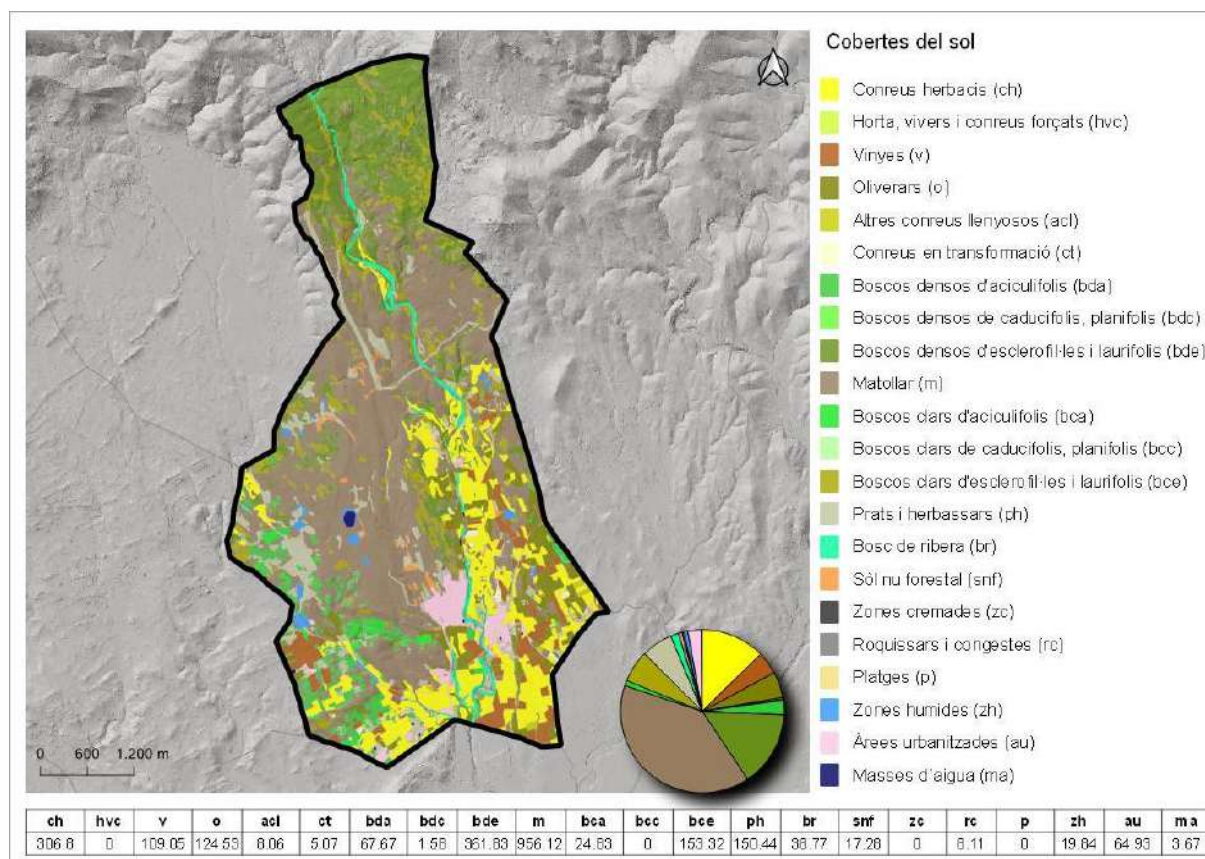 Cobertes del sol
Conreus herbacis (ch)
Horta, vivers i conreus forçats (hvc)
Vinyes (v)
Oliverars (o)
Altres conreus llenyosos (acl)
Conreus en transformació (ct)
Boscos densos d'aciculifolis (bda)
Boscos densos de caducifolis, planifolis (bdc)
Boscos densos d'esclerofil·les i laurifolis (bde)
Matollar (m)
Boscos clars d'aciculifolis (bca)
Boscos clars de caducifolis, planifolis (bcc)
Boscos clars d'esclerofil·les i laurifolis (bce)
Prats i herbassars (ph)
Bosc de ribera (br)
Sòl nu forestal (snf)
Zones cremades (zc)
Roquissars i congestes (rc)
Platges (p)
Zones humides (zh)
Àrees urbanitzades (au)
Masses d'aigua (ma)
0 600 1.200 m
ch hvc v o acl ct bda bdc bde m bca bcc bce ph br snf zc rc p zh au ma
306.8 0 109.05 124.53 8.06 5.07 67.67 1.58 361.83 956.12 24.83 0 153.32 150.44 38.77 17.28 0 8.11 0 19.84 64.93 3.67